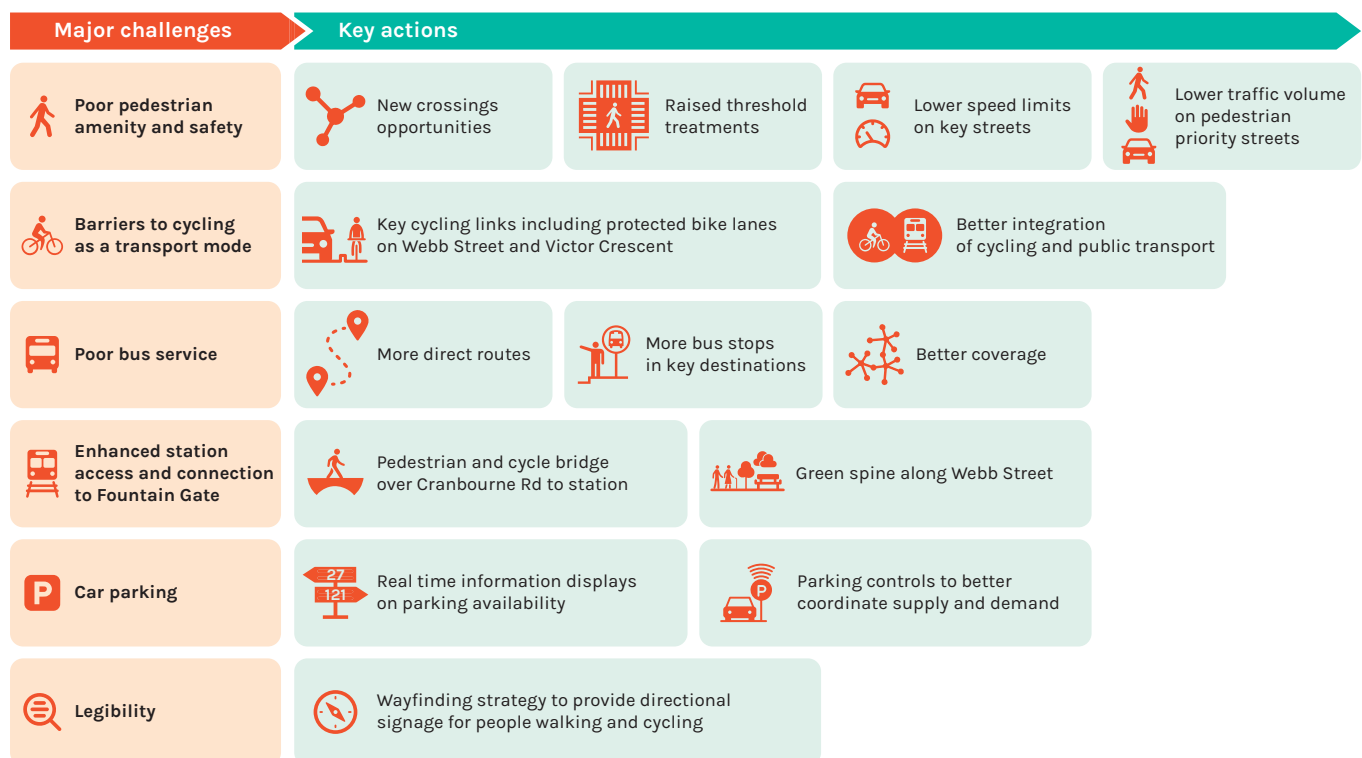 Major challenges
Key actions
Poor pedestrian
amenity and safety
New crossings
opportunities
Raised threshold
treatments
Lower speed limits
on key streets
Lower traffic volume
on pedestrian
priority streets
Barriers to cycling
as a transport mode
Key cycling links including protected bike lanes
on Webb Street and Victor Crescent
Better integration
of cycling and public transport
Poor bus service
More direct routes
More bus stops
in key destinations
Better coverage
Enhanced station
access and connection
to Fountain Gate
Pedestrian and cycle bridge
over Cranbourne Rd to station
Green spine along Webb Street
P
Car parking
27
121
Real time information displays
on parking availability
P
Parking controls to better
coordinate supply and demand
Legibility
Wayfinding strategy to provide directional
signage for people walking and cycling